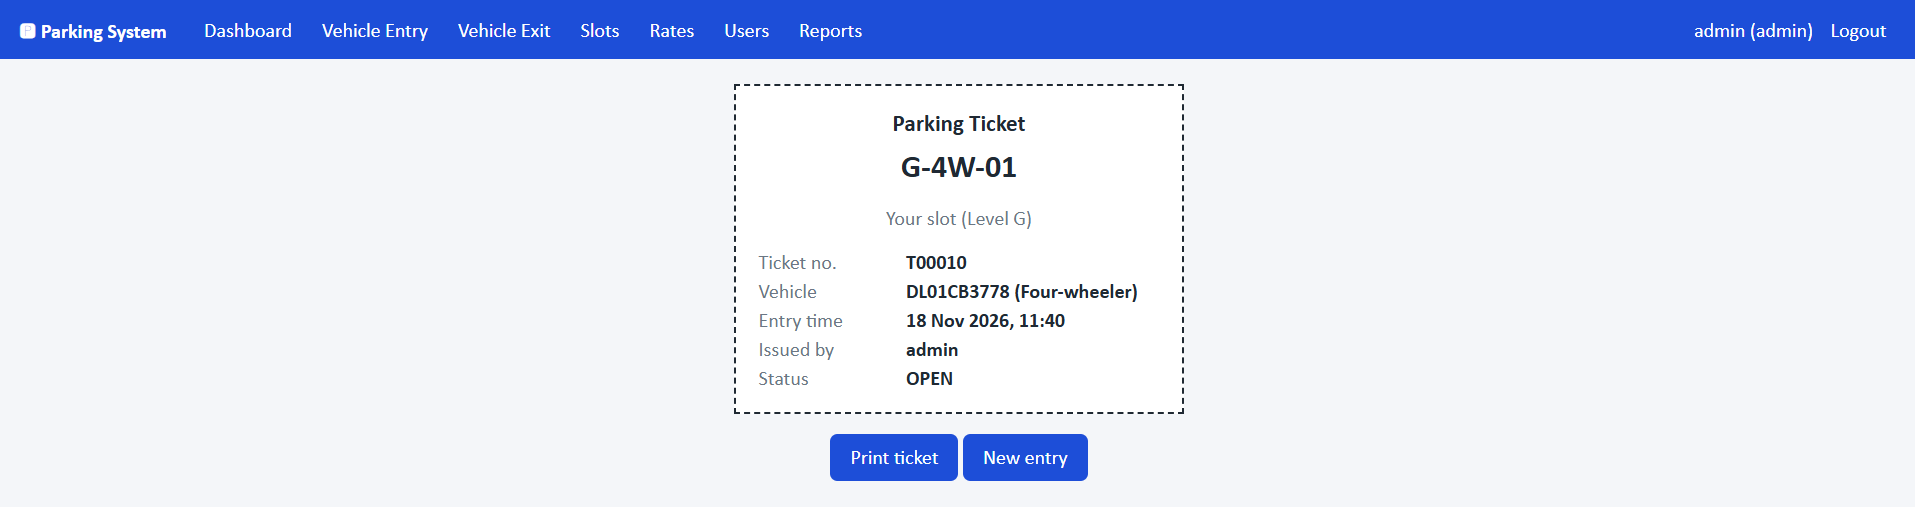 Parking System Dashboard Vehicle Entry Vehicle Exit Slots Rates Users Reports admin (admin) Logout
Parking Ticket
G-4W-01
Your slot (Level G)
Ticket no. T00010
Vehicle DL01CB3778 (Four-wheeler)
Entry time 18 Nov 2026, 11:40
Issued by admin
Status OPEN
Print ticket New entry